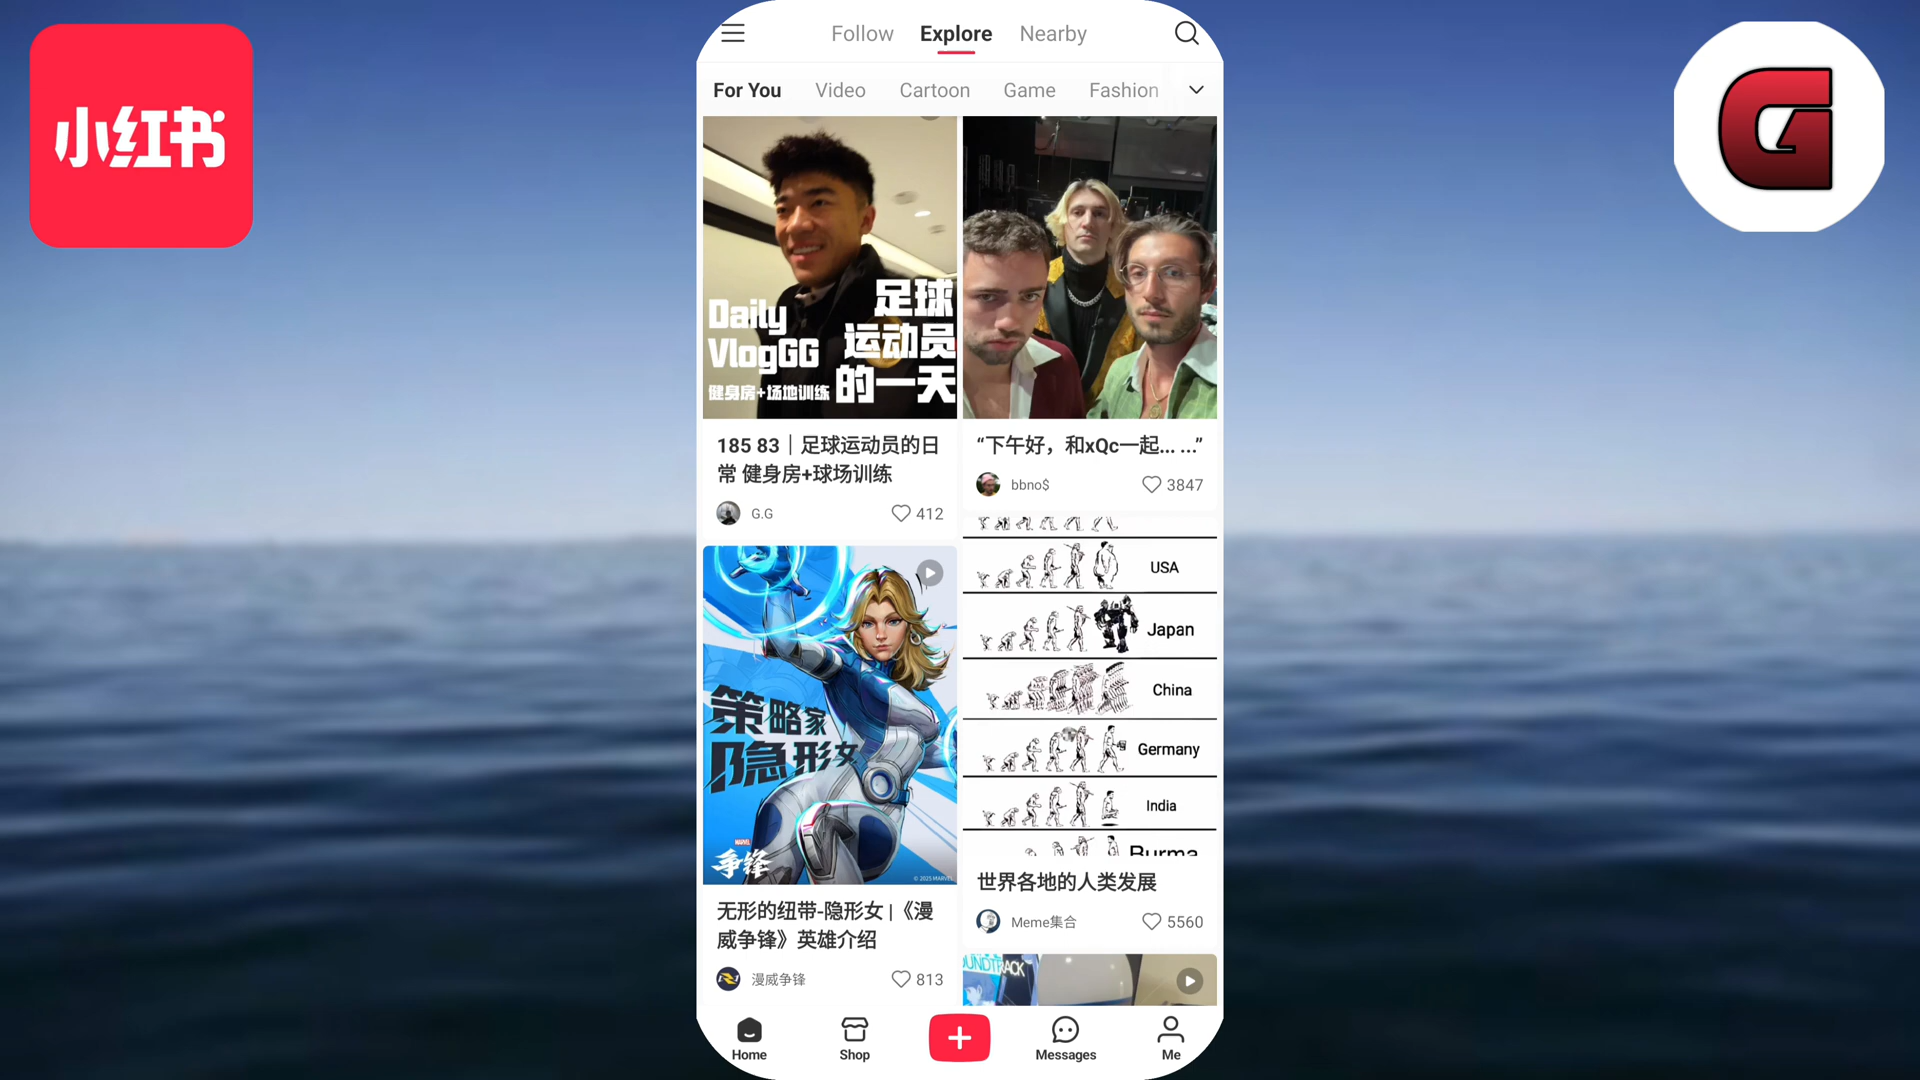 小红书
G
Follow Explore Nearby
For You Video Cartoon Game Fashion
Daily
VlogGG
健身房+场地训练
足球
运动员
的一天
185 83｜足球运动员的日
常 健身房+球场训练
G.G 412
“下午好，和xQc一起... ...”
bbno$ 3847
策略家
隐形女
MARVEL
争锋
© 2025 MARVEL
无形的纽带-隐形女 |《漫
威争锋》英雄介绍
漫威争锋 813
USA
Japan
China
Germany
India
Burma
世界各地的人类发展
Meme集合 5560
OUNDTRACK
Home Shop Messages Me